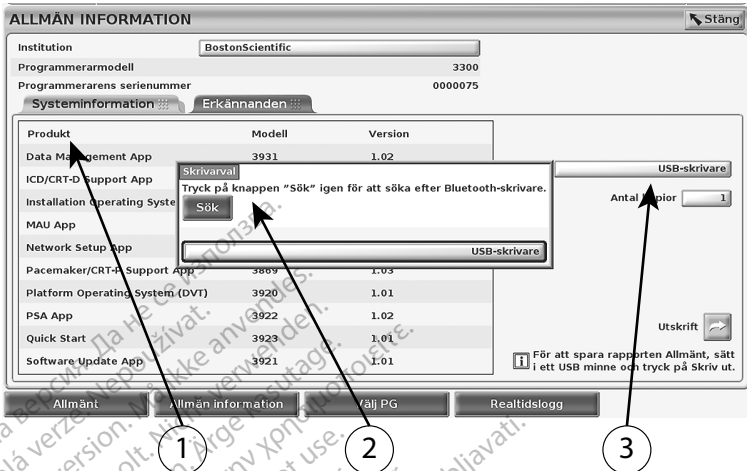 ALLMÄN INFORMATION
Stäng
Institution
BostonScientific
Programmerarmodell
3300
Programmerarens serienummer
0000075
Systeminformation
Erkännanden
Produkt Modell Version
Data Management App 3931 1.02
ICD/CRT-D Support App
Installation Operating Syste
MAU App
Network Setup App
Pacemaker/CRT-P Support App 3869 1.03
Platform Operating System (DVT) 3920 1.01
PSA App 3922 1.02
Quick Start 3923 1.01
Software Update App 3921 1.01
Skrivarval
Tryck på knappen "Sök" igen för att söka efter Bluetooth-skrivare.
Sök
USB-skrivare
USB-skrivare
Antal kopior 1
Utskrift
För att spara rapporten Allmänt, sätt
i ett USB minne och tryck på Skriv ut.
Allmänt
Allmän information
Välj PG
Realtidslogg
1
2
3